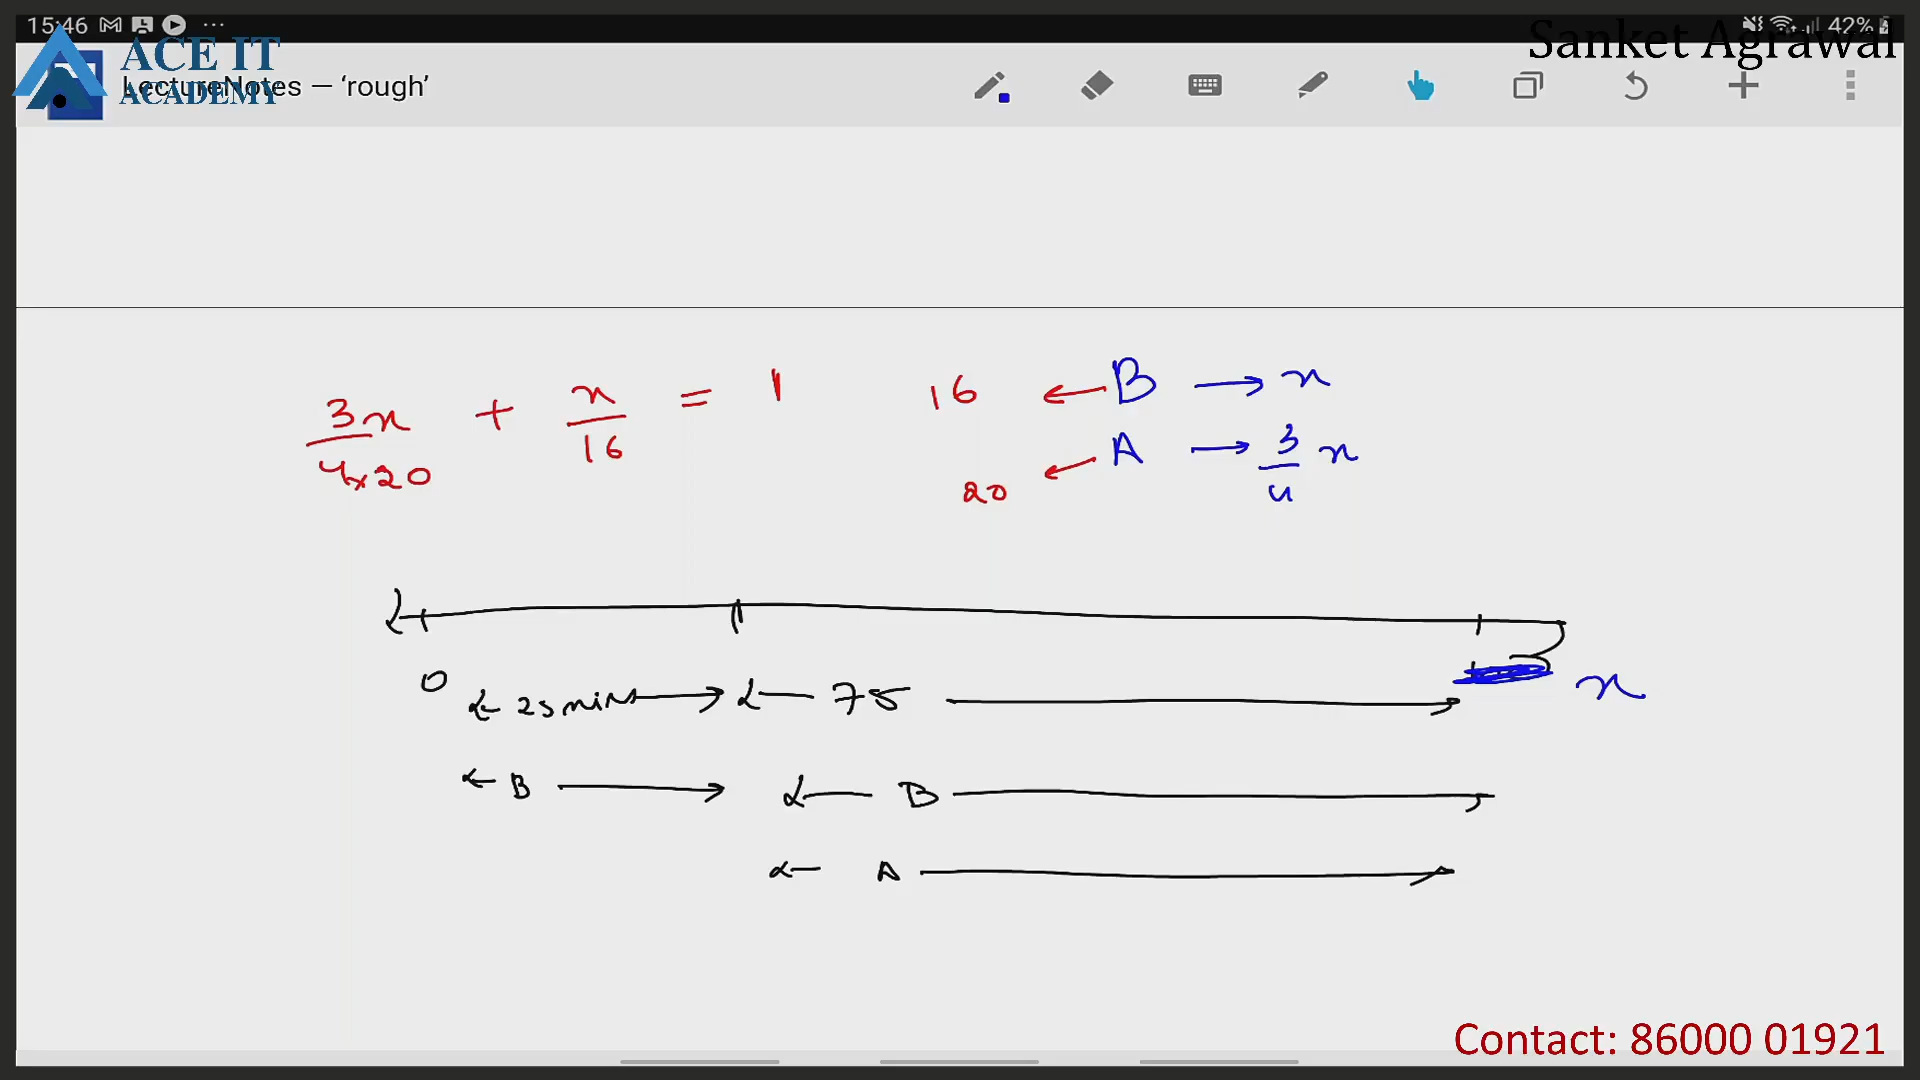 15:46 ... 42%
ACE IT
ACADEMY
LectureNotes — ‘rough’
Sanket Agrawal
3x/4x20 + x/16 = 1
16 ← B → x
20 ← A → 3/4 x
0 ← 25 mins → ← 75 → x
← B → ← B →
← A →
Contact: 86000 01921